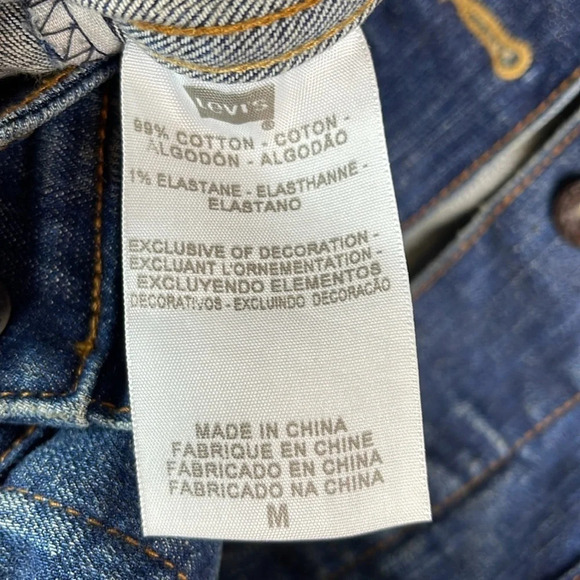 LEVI'S
®
99% COTTON - COTON -
ALGODÓN - ALGODÃO
1% ELASTANE - ELASTHANNE -
ELASTANO
EXCLUSIVE OF DECORATION -
EXCLUANT L'ORNEMENTATION -
EXCLUYENDO ELEMENTOS
DECORATIVOS - EXCLUINDO DECORAÇÃO
MADE IN CHINA
FABRIQUE EN CHINE
FABRICADO EN CHINA
FABRICADO NA CHINA
M